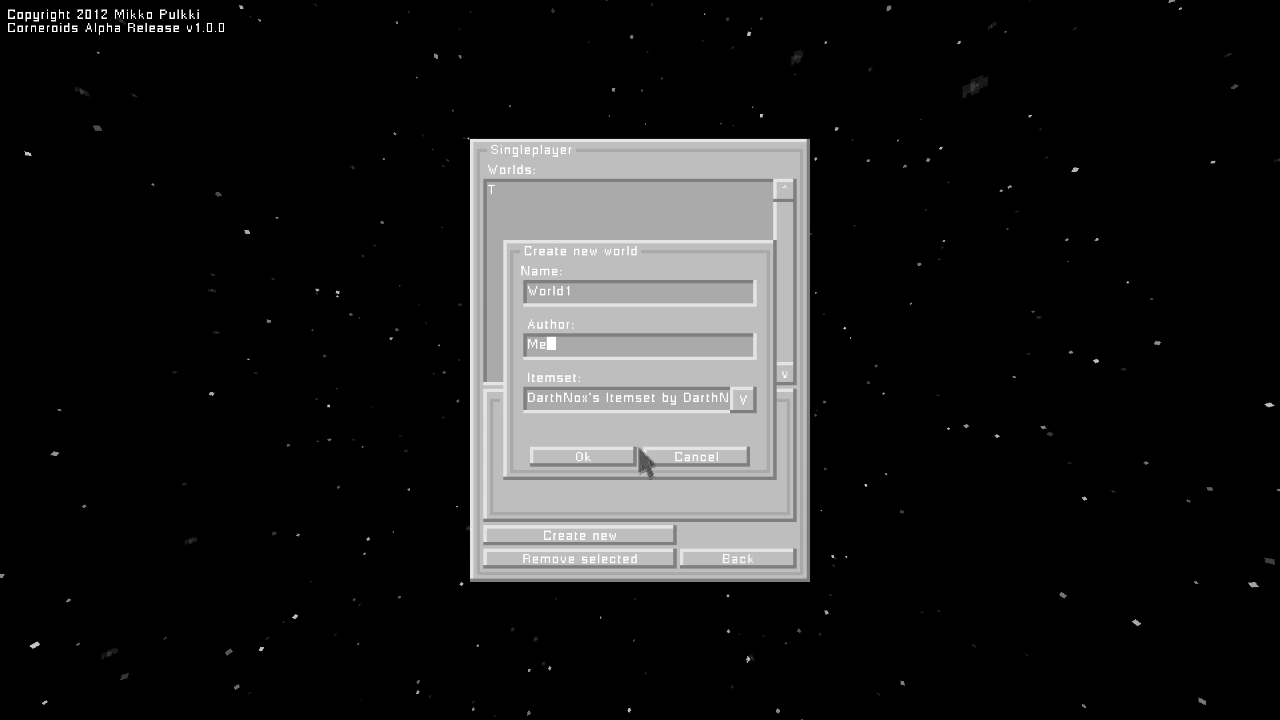 Copyright 2012 Mikko Pulkki
Corneroids Alpha Release v1.0.0
Singleplayer
Worlds:
T
^
Create new world
Name:
World1
Author:
Me
v
Itemset:
DarthNox's Itemset by DarthN
v
Ok
Cancel
Create new
Remove selected
Back